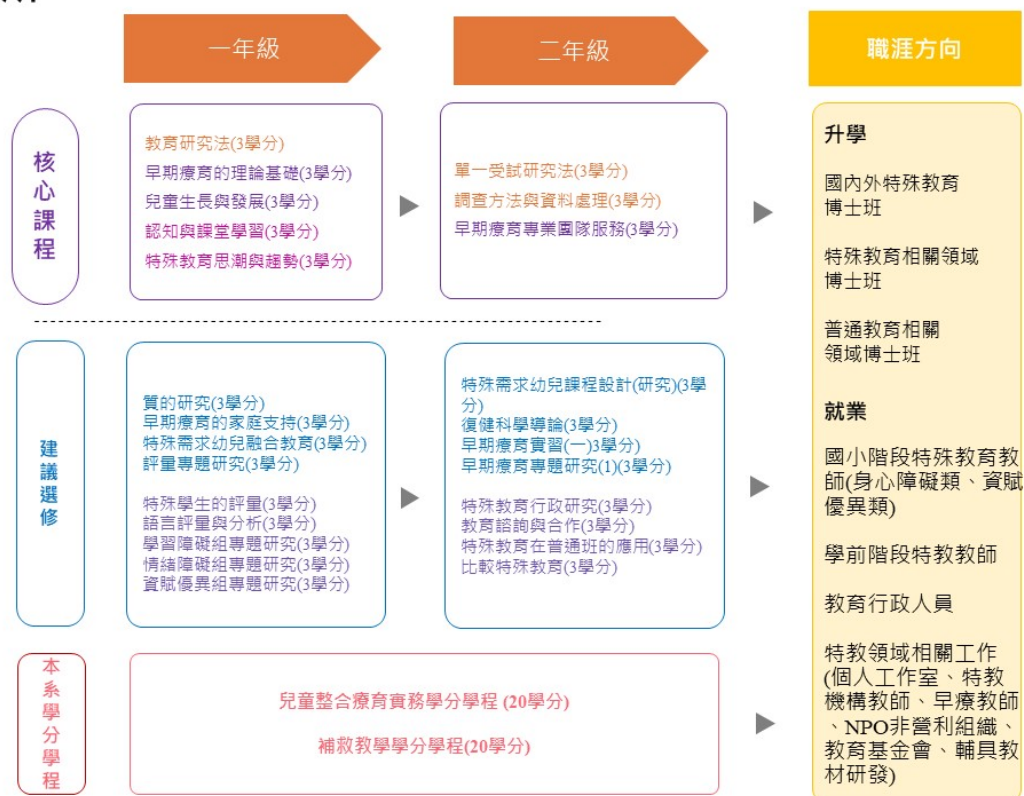 一年級
二年級
職涯方向
核心課程
教育研究法(3學分)
早期療育的理論基礎(3學分)
兒童生長與發展(3學分)
認知與課堂學習(3學分)
特殊教育思潮與趨勢(3學分)
單一受試研究法(3學分)
調查方法與資料處理(3學分)
早期療育專業團隊服務(3學分)
建議選修
質的研究(3學分)
早期療育的家庭支持(3學分)
特殊需求幼兒融合教育(3學分)
評量專題研究(3學分)
特殊學生的評量(3學分)
語言評量與分析(3學分)
學習障礙組專題研究(3學分)
情緒障礙組專題研究(3學分)
資賦優異組專題研究(3學分)
特殊需求幼兒課程設計(研究)(3學
分)
復健科學導論(3學分)
早期療育實習(一)3學分)
早期療育專題研究(1)(3學分)
特殊教育行政研究(3學分)
教育諮詢與合作(3學分)
特殊教育在普通班的應用(3學分)
比較特殊教育(3學分)
本系學分學程
兒童整合療育實務學分學程 (20學分)
補救教學學分學程(20學分)
升學
國內外特殊教育
博士班
特殊教育相關領域
博士班
普通教育相關
領域博士班
就業
國小階段特殊教育教
師(身心障礙類、資賦
優異類)
學前階段特教教師
教育行政人員
特教領域相關工作
(個人工作室、特教
機構教師、早療教師
、NPO非營利組織、
教育基金會、輔具教
材研發)